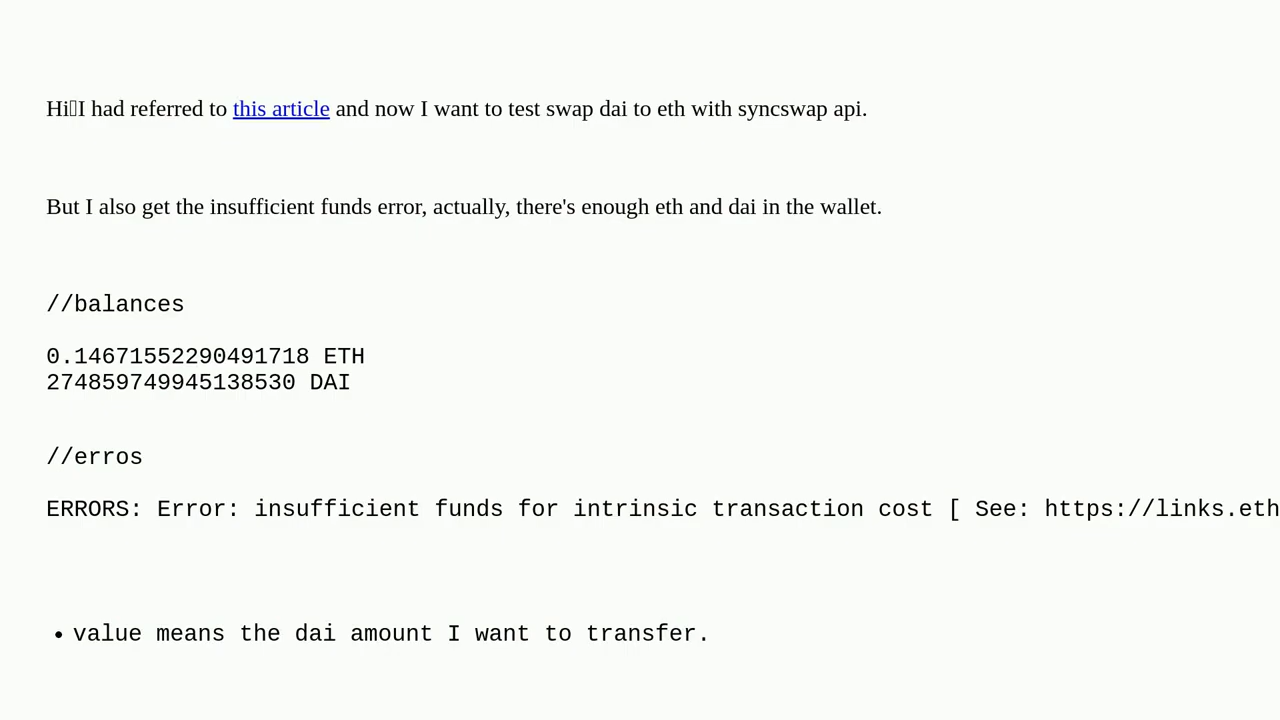 Hi I had referred to this article and now I want to test swap dai to eth with syncswap api.
But I also get the insufficient funds error, actually, there's enough eth and dai in the wallet.
//balances
0.14671552290491718 ETH
274859749945138530 DAI
//erros
ERRORS: Error: insufficient funds for intrinsic transaction cost [ See: https://links.eth
• value means the dai amount I want to transfer.